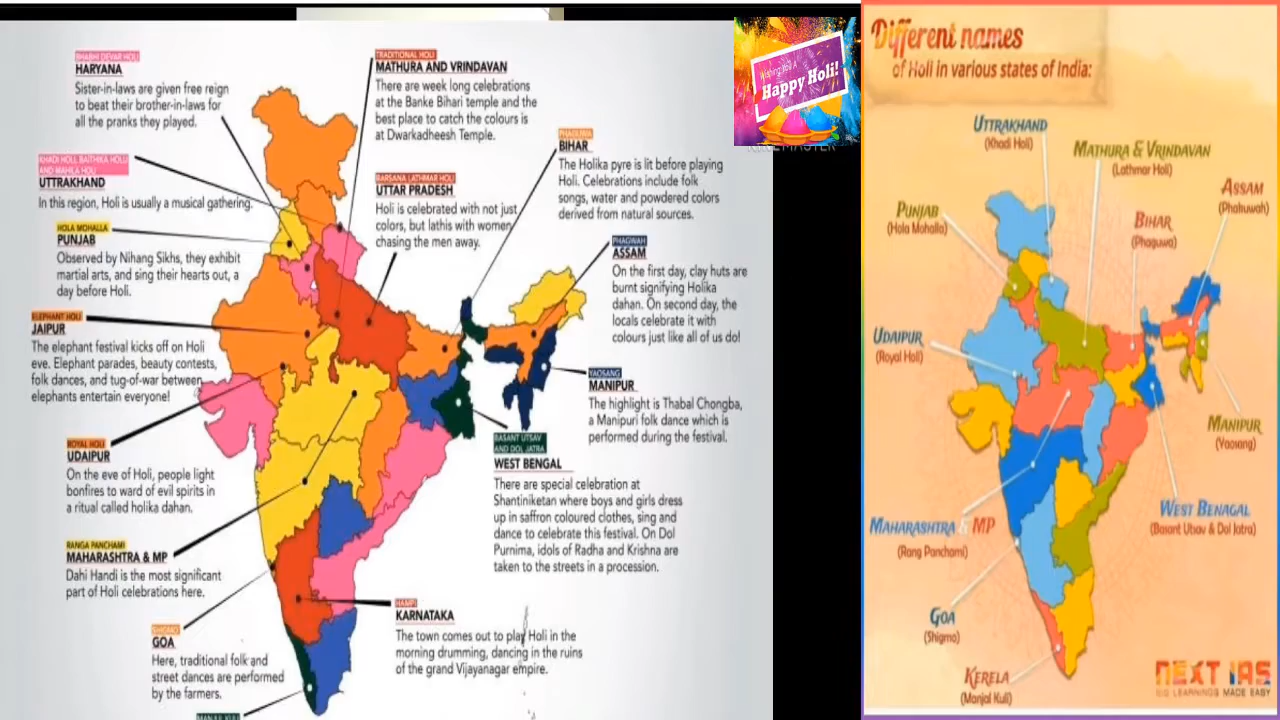 BHABHI DEVAR HOLI
HARYANA
Sister-in-laws are given free reign
to beat their brother-in-laws for
all the pranks they played.
KHADI HOLI, BAITHIKA HOLI
AND MAHILA HOLI
UTTRAKHAND
In this region, Holi is usually a musical gathering.
HOLA MOHALLA
PUNJAB
Observed by Nihang Sikhs, they exhibit
martial arts, and sing their hearts out, a
day before Holi.
ELEPHANT HOLI
JAIPUR
The elephant festival kicks off on Holi
eve. Elephant parades, beauty contests,
folk dances, and tug-of-war between
elephants entertain everyone!
ROYAL HOLI
UDAIPUR
On the eve of Holi, people light
bonfires to ward of evil spirits in
a ritual called holika dahan.
RANGA PANCHAMI
MAHARASHTRA & MP
Dahi Handi is the most significant
part of Holi celebrations here.
SHIGMO
GOA
Here, traditional folk and
street dances are performed
by the farmers.
TRADITIONAL HOLI
MATHURA AND VRINDAVAN
There are week long celebrations
at the Banke Bihari temple and the
best place to catch the colours is
at Dwarkadheesh Temple.
BARSANA LATHMAR HOLI
UTTAR PRADESH
Holi is celebrated with not just
colors, but lathis with women
chasing the men away.
PHAGUWA
BIHAR
The Holika pyre is lit before playing
Holi. Celebrations include folk
songs, water and powdered colors
derived from natural sources.
PHAGWAH
ASSAM
On the first day, clay huts are
burnt signifying Holika
dahan. On second day, the
locals celebrate it with
colours just like all of us do!
YAOSANG
MANIPUR
The highlight is Thabal Chongba,
a Manipuri folk dance which is
performed during the festival.
BASANT UTSAV
AND DOL JATRA
WEST BENGAL
There are special celebration at
Shantiniketan where boys and girls dress
up in saffron coloured clothes, sing and
dance to celebrate this festival. On Dol
Purnima, idols of Radha and Krishna are
taken to the streets in a procession.
HAMPI
KARNATAKA
The town comes out to play Holi in the
morning drumming, dancing in the ruins
of the grand Vijayanagar empire.
Wishing You A
Happy Holi!
KINEMASTER
Different names
of Holi in various states of India:
UTTRAKHAND
(Khadi Holi)
MATHURA & VRINDAVAN
(Lathmar Holi)
ASSAM
(Phakuwah)
PUNJAB
(Hola Mohalla)
BIHAR
(Phaguwa)
UDAIPUR
(Royal Holi)
MANIPUR
(Yaosang)
WEST BENAGAL
(Basant Utsav & Dol Jatra)
MAHARASHTRA & MP
(Rang Panchami)
GOA
(Shigmo)
KERELA
(Manjal Kuli)
NEXT IAS
BIG LEARNINGS MADE EASY